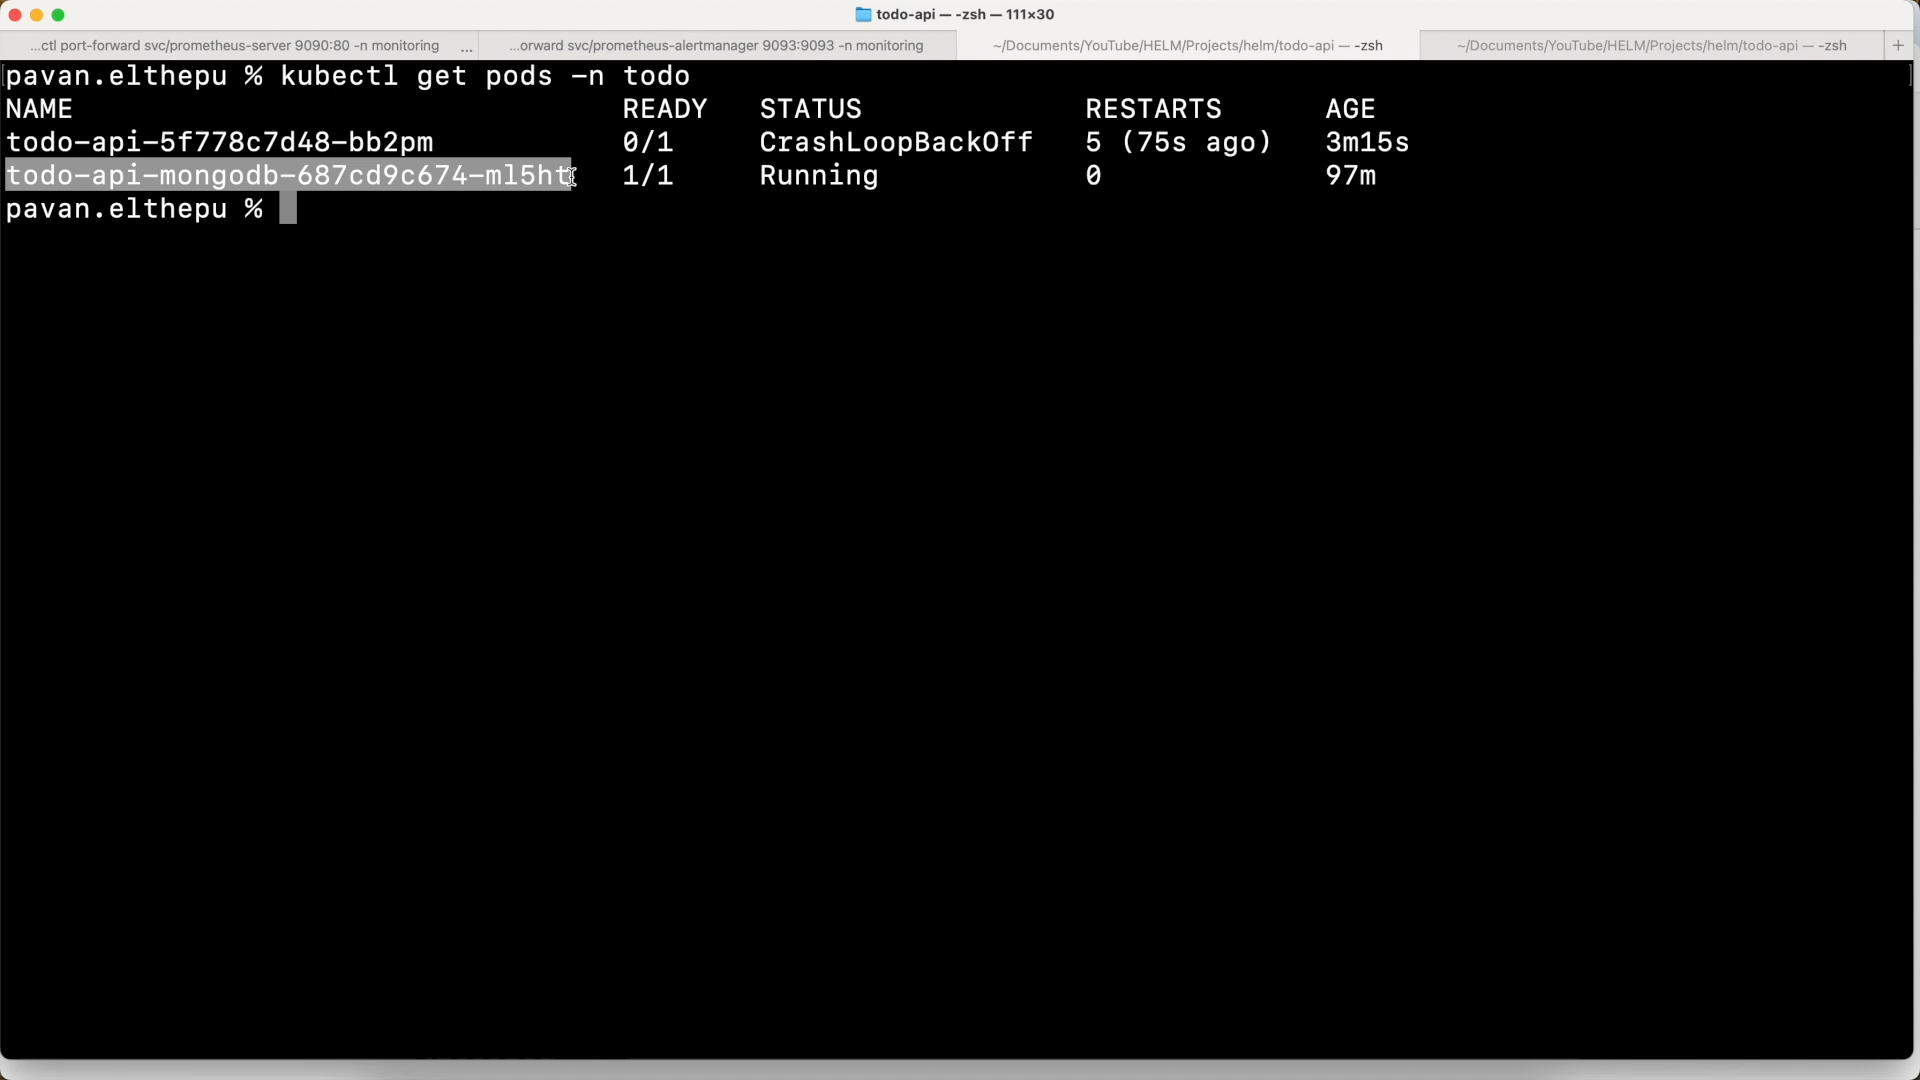 todo-api — -zsh — 111×30
...ctl port-forward svc/prometheus-server 9090:80 -n monitoring ... ...orward svc/prometheus-alertmanager 9093:9093 -n monitoring ~/Documents/YouTube/HELM/Projects/helm/todo-api — -zsh ~/Documents/YouTube/HELM/Projects/helm/todo-api — -zsh +
pavan.elthepu % kubectl get pods -n todo
NAME READY STATUS RESTARTS AGE
todo-api-5f778c7d48-bb2pm 0/1 CrashLoopBackOff 5 (75s ago) 3m15s
todo-api-mongodb-687cd9c674-ml5ht 1/1 Running 0 97m
pavan.elthepu %